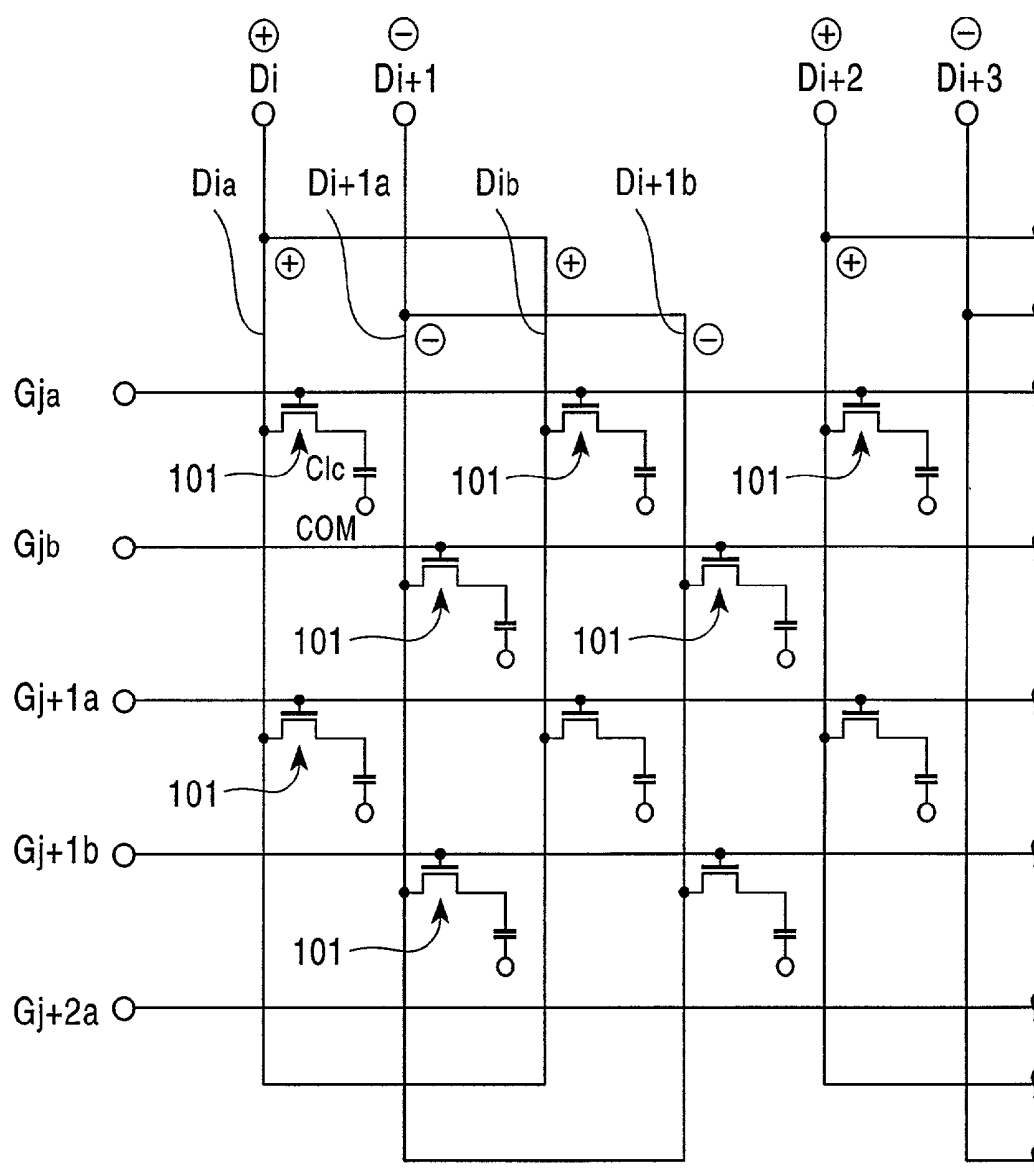 ⊕ ⊖ ⊕ ⊖
Di Di+1 Di+2 Di+3
Dia Di+1a Dib Di+1b
⊕ ⊕ ⊕
⊖ ⊖
Gja
101 Clc 101 101
COM
Gjb
101 101
Gj+1a
101
Gj+1b
101
Gj+2a